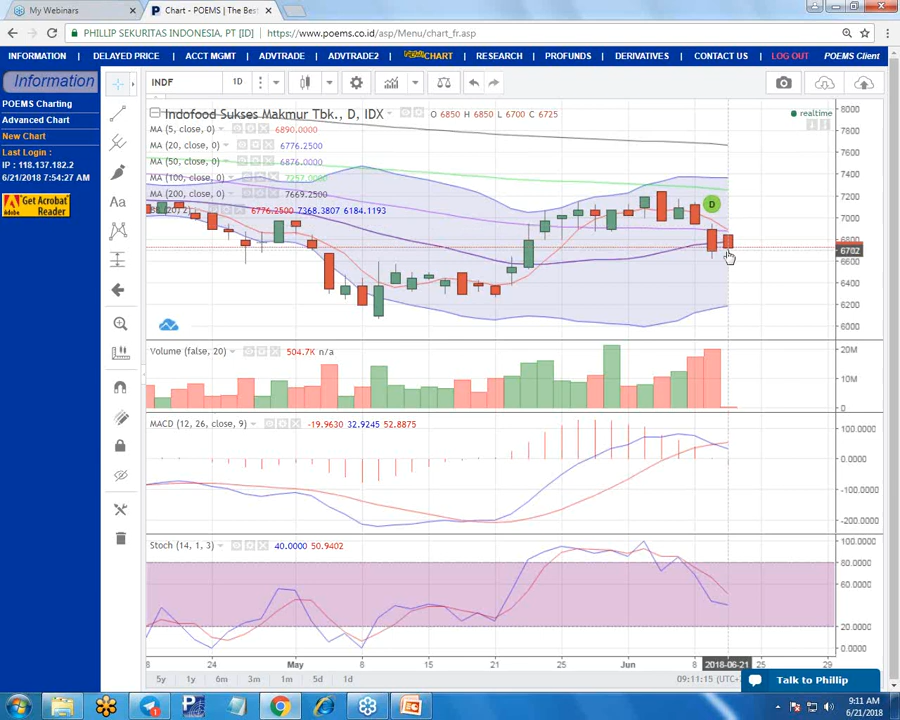 My Webinars
Chart - POEMS | The Bes
PHILLIP SEKURITAS INDONESIA. PT [ID]
https://www.poems.co.id/asp/Menu/chart_fr.asp
INFORMATION
DELAYED PRICE
ACCT MGMT
ADVTRADE
ADVTRADE2
CHART
RESEARCH
PROFUNDS
DERIVATIVES
CONTACT US
LOG OUT
POEMS Client
Information
POEMS Charting
Advanced Chart
New Chart
Last Login :
IP : 118.137.182.2
6/21/2018 7:54:27 AM
Get Acrobat
Reader
Aa
INDF
1D
Indofood Sukses Makmur Tbk., D, IDX
O 6850 H 6850 L 6700 C 6725
realtime
MA (5, close, 0) 6890.0000
MA (20, close, 0) 6776.2500
MA (50, close, 0) 6876.0000
MA (100, close, 0) 7257.0000
MA (200, close, 0) 7669.2500
6776.2500 7368.3807 6184.1193
D
8000
7800
7600
7400
7200
7000
6800
6702
6600
6400
6200
6000
Volume (false, 20) 504.7K n/a
20M
10M
0
MACD (12, 26, close, 9) -19.9630 32.9245 52.8875
100.0000
0.0000
-100.0000
-200.0000
Stoch (14, 1, 3) 40.0000 50.9402
100.0000
80.0000
60.0000
40.0000
20.0000
0.0000
24
May
8
15
21
25
Jun
8
2018-06-21
25
29
5y 1y 6m 3m 1m 5d 1d
09:11:15 (UTC+
Talk to Phillip
9:11 AM
6/21/2018